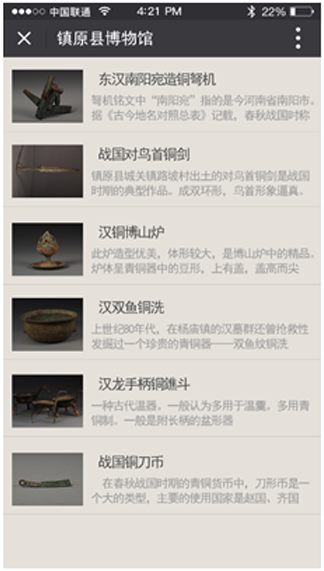 中国联通 4:21 PM 22%
镇原县博物馆
东汉南阳宛造铜弩机
弩机铭文中“南阳宛”指的是今河南省南阳市。
据《古今地名对照总表》记载，春秋战国时称
战国对鸟首铜剑
镇原县城关镇路坡村出土的对鸟首铜剑是战国
时期的典型作品。成双环形，鸟首形象逼真。
汉铜博山炉
此炉造型优美，体形较大，是博山炉中的精品。
炉体呈青铜器中的豆形，上有盖，盖高而尖
汉双鱼铜洗
上世纪80年代，在杨庙镇的汉墓群还曾抢救性
发掘过一个珍贵的青铜器——双鱼纹铜洗
汉龙手柄铜鐎斗
一种古代温器。一般认为多用于温羹。多用青
铜制。一般是附长柄的盆形器
战国铜刀币
在春秋战国时期的青铜货币中，刀形币是一
个大的类型，主要的使用国家是赵国、齐国